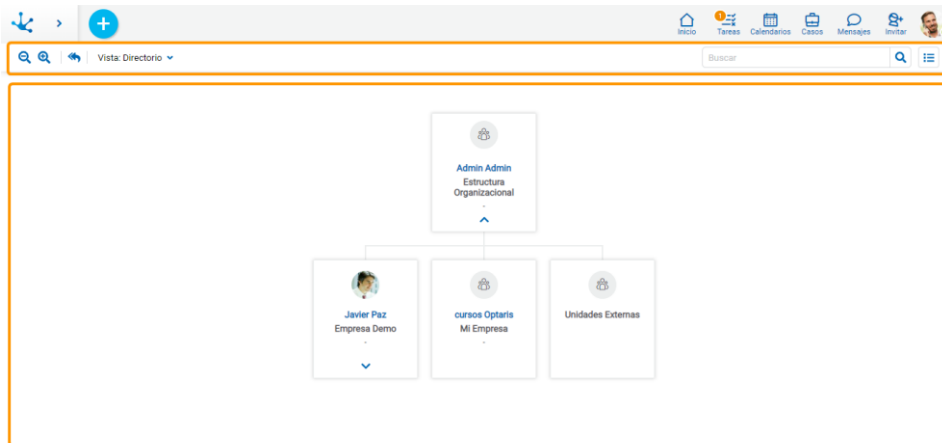 1
Inicio Tareas Calendarios Casos Mensajes Invitar
Vista: Directorio
Buscar
Admin Admin
Estructura
Organizacional
-
Javier Paz cursos Optaris Unidades Externas
Empresa Demo Mi Empresa
- -